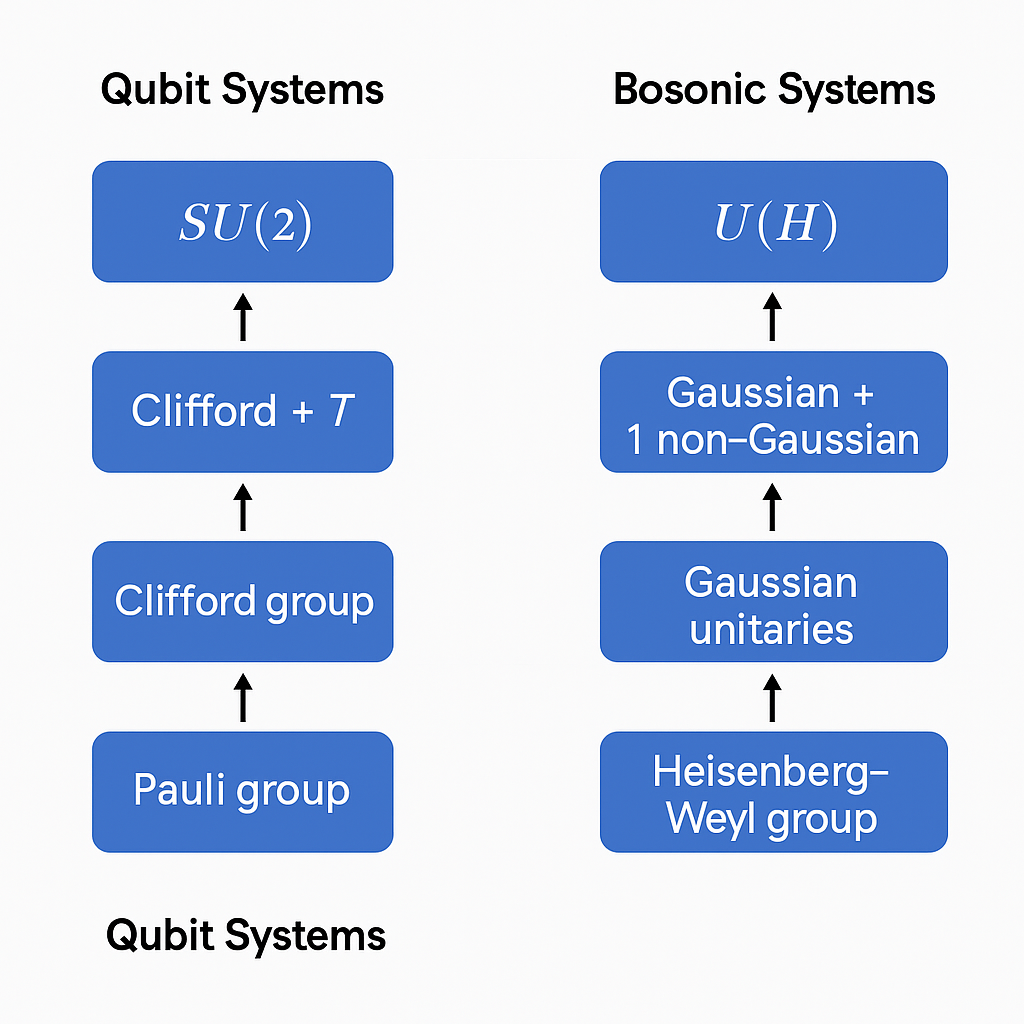 Qubit Systems
SU(2)
Clifford + T
Clifford group
Pauli group
Qubit Systems
Bosonic Systems
U(H)
Gaussian +
1 non–Gaussian
Gaussian
unitaries
Heisenberg–
Weyl group